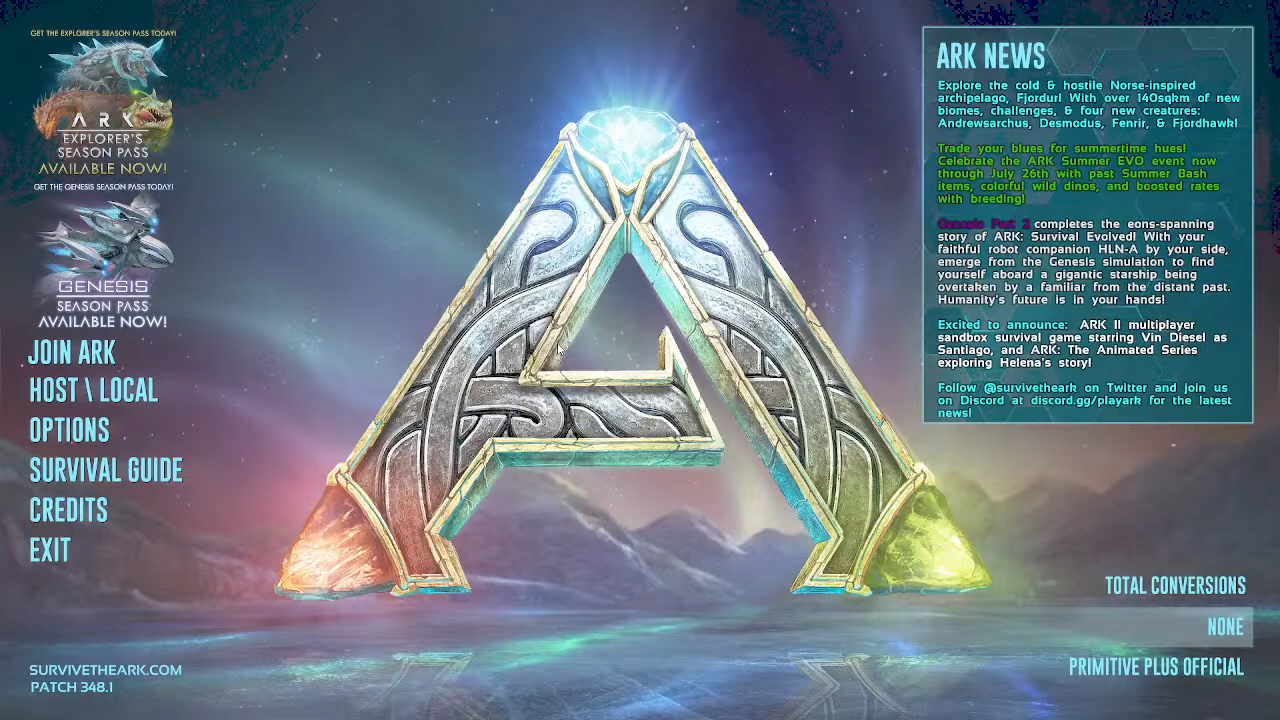 GET THE EXPLORER'S SEASON PASS TODAY!
ARK
EXPLORER'S
SEASON PASS
AVAILABLE NOW!
GET THE GENESIS SEASON PASS TODAY!
GENESIS
SEASON PASS
AVAILABLE NOW!
JOIN ARK
HOST \ LOCAL
OPTIONS
SURVIVAL GUIDE
CREDITS
EXIT
SURVIVETHEARK.COM
PATCH 348.1
ARK NEWS
Explore the cold & hostile Norse-inspired
archipelago, Fjordur! With over 140sqkm of new
biomes, challenges, & four new creatures:
Andrewsarchus, Desmodus, Fenrir, & Fjordhawk!
Trade your blues for summertime hues!
Celebrate the ARK Summer EVO event now
through July 26th with past Summer Bash
items, colorful wild dinos, and boosted rates
with breeding!
Genesis Part 2 completes the eons-spanning
story of ARK: Survival Evolved! With your
faithful robot companion HLN-A by your side,
emerge from the Genesis simulation to find
yourself aboard a gigantic starship being
overtaken by a familiar from the distant past.
Humanity's future is in your hands!
Excited to announce: ARK II multiplayer
sandbox survival game starring Vin Diesel as
Santiago, and ARK: The Animated Series
exploring Helena's story!
Follow @survivetheark on Twitter and join us
on Discord at discord.gg/playark for the latest
news!
TOTAL CONVERSIONS
NONE
PRIMITIVE PLUS OFFICIAL